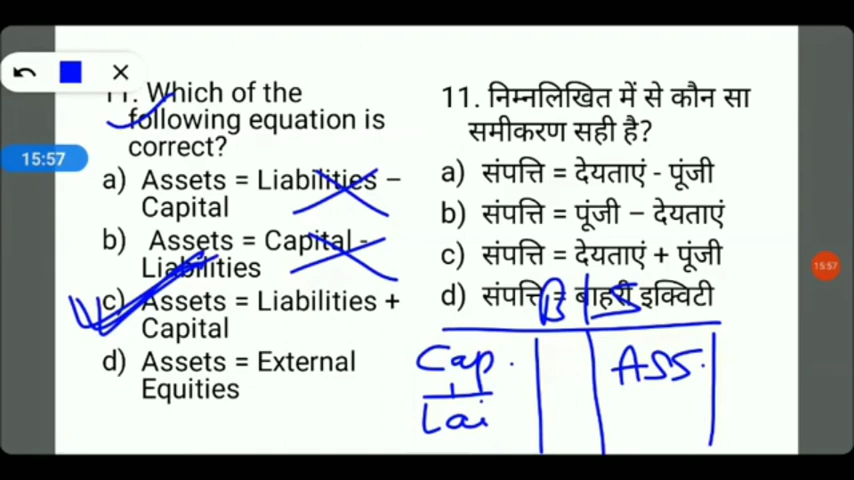 11. Which of the
following equation is
correct?
15:57
a) Assets = Liabilities –
Capital
b) Assets = Capital -
Liabilities
c) Assets = Liabilities +
Capital
d) Assets = External
Equities
11. निम्नलिखित में से कौन सा
समीकरण सही है?
a) संपत्ति = देयताएं - पूंजी
b) संपत्ति = पूंजी – देयताएं
c) संपत्ति = देयताएं + पूंजी
d) संपत्ति = बाहरी इक्विटी
15:57
B/S
Cap.
+
Lai
Ass.